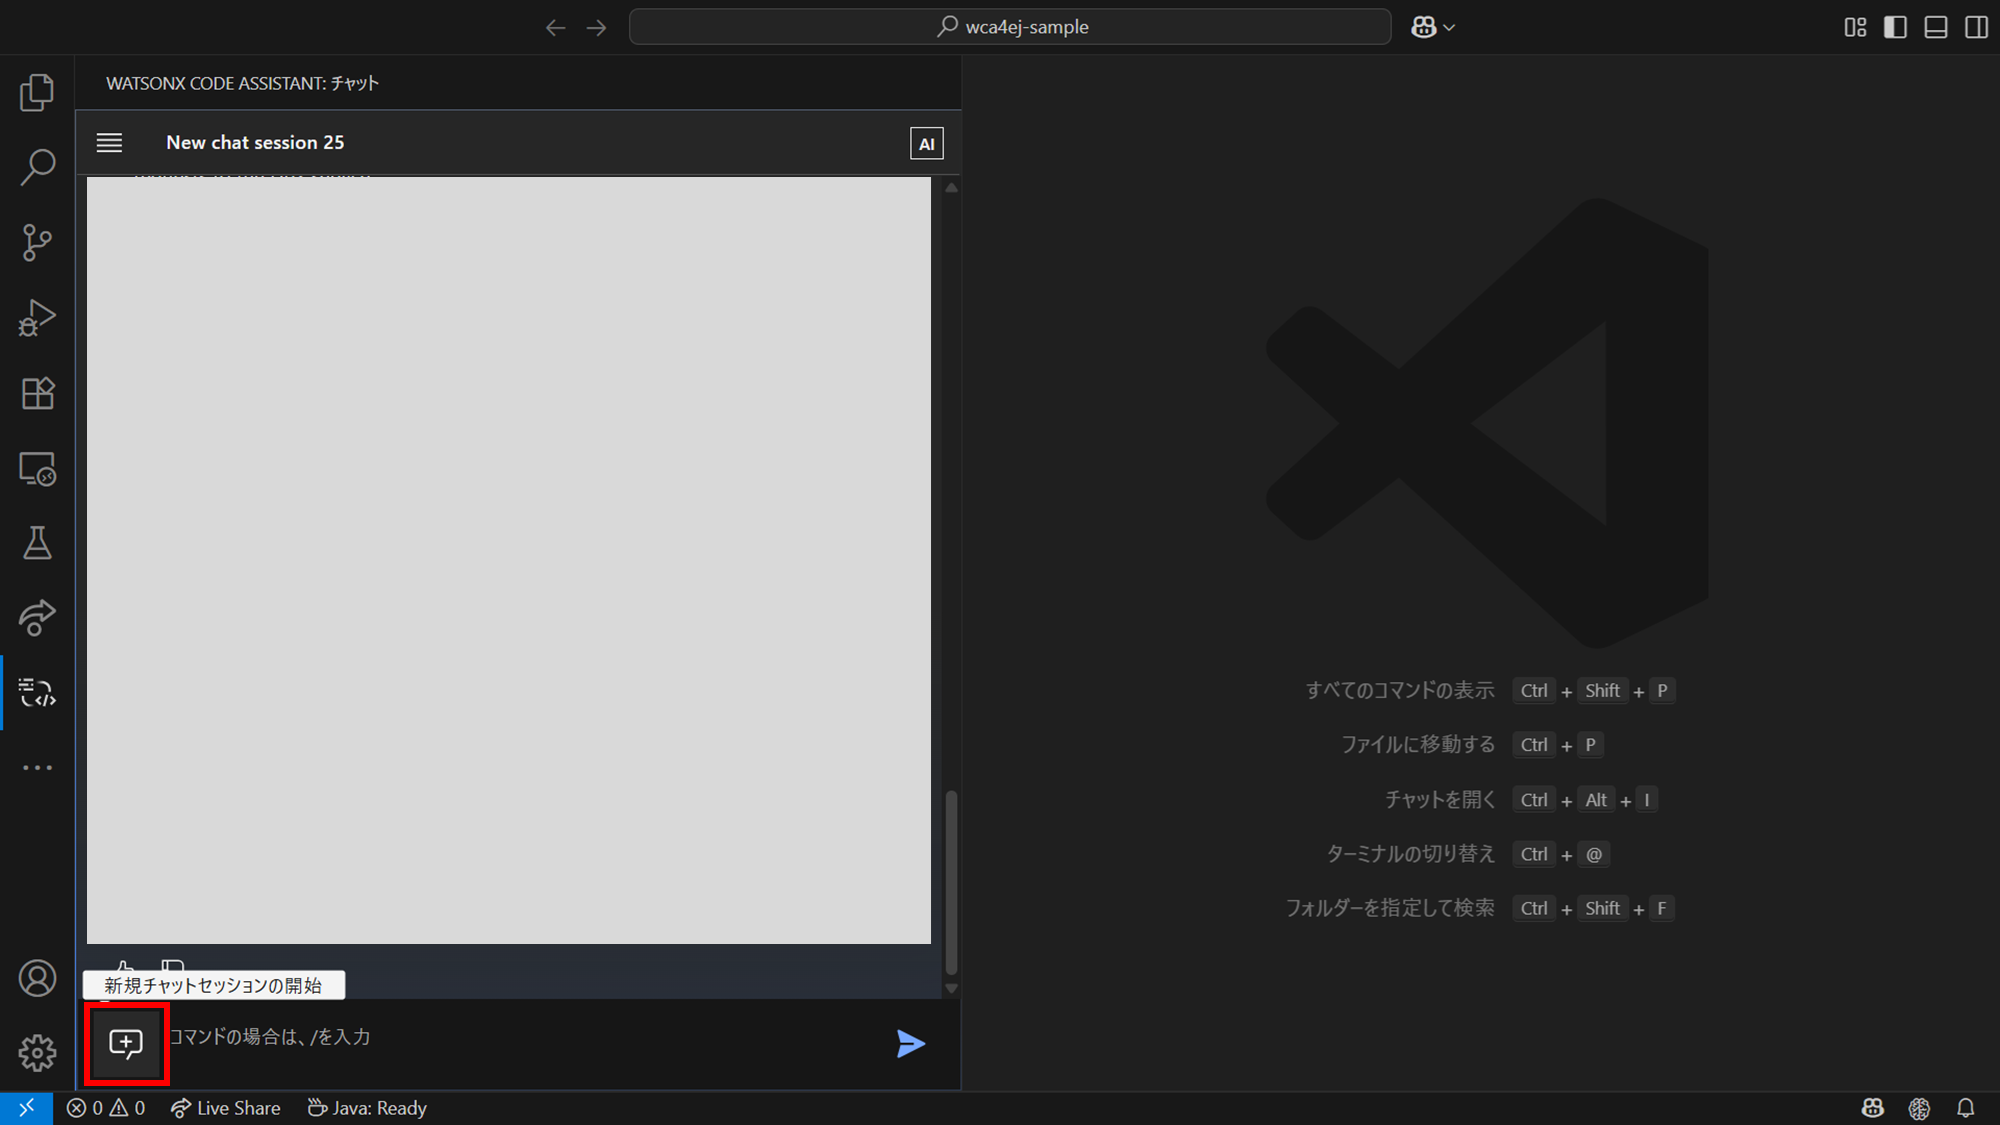 wca4ej-sample
WATSONX CODE ASSISTANT: チャット
New chat session 25
AI
新規チャットセッションの開始
コマンドの場合は、/を入力
すべてのコマンドの表示 Ctrl + Shift + P
ファイルに移動する Ctrl + P
チャットを開く Ctrl + Alt + I
ターミナルの切り替え Ctrl + @
フォルダーを指定して検索 Ctrl + Shift + F
0 0 Live Share Java: Ready